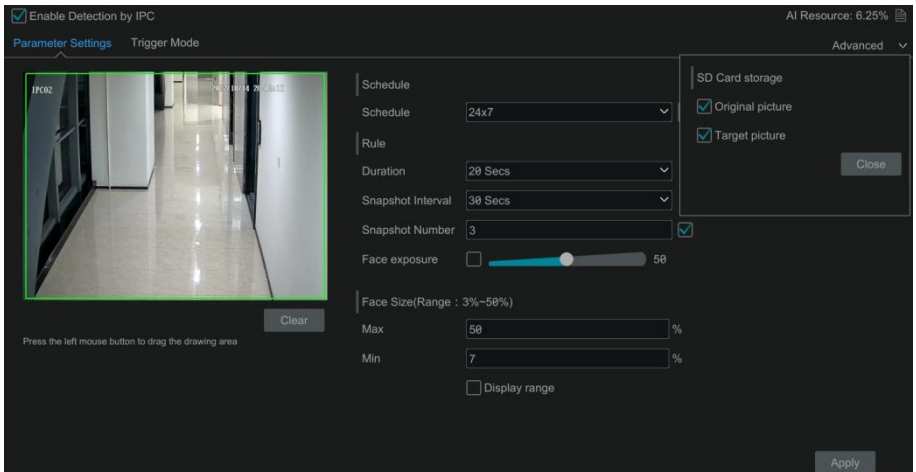 Enable Detection by IPC
AI Resource: 6.25%
Parameter Settings Trigger Mode
Advanced
IPC02
Schedule
Schedule 24x7
Rule
Duration 20 Secs
Snapshot Interval 30 Secs
Snapshot Number 3
Face exposure 50
Face Size(Range : 3%~50%)
Max 50 %
Min 7 %
Display range
Clear
Press the left mouse button to drag the drawing area
SD Card storage
Original picture
Target picture
Close
Apply